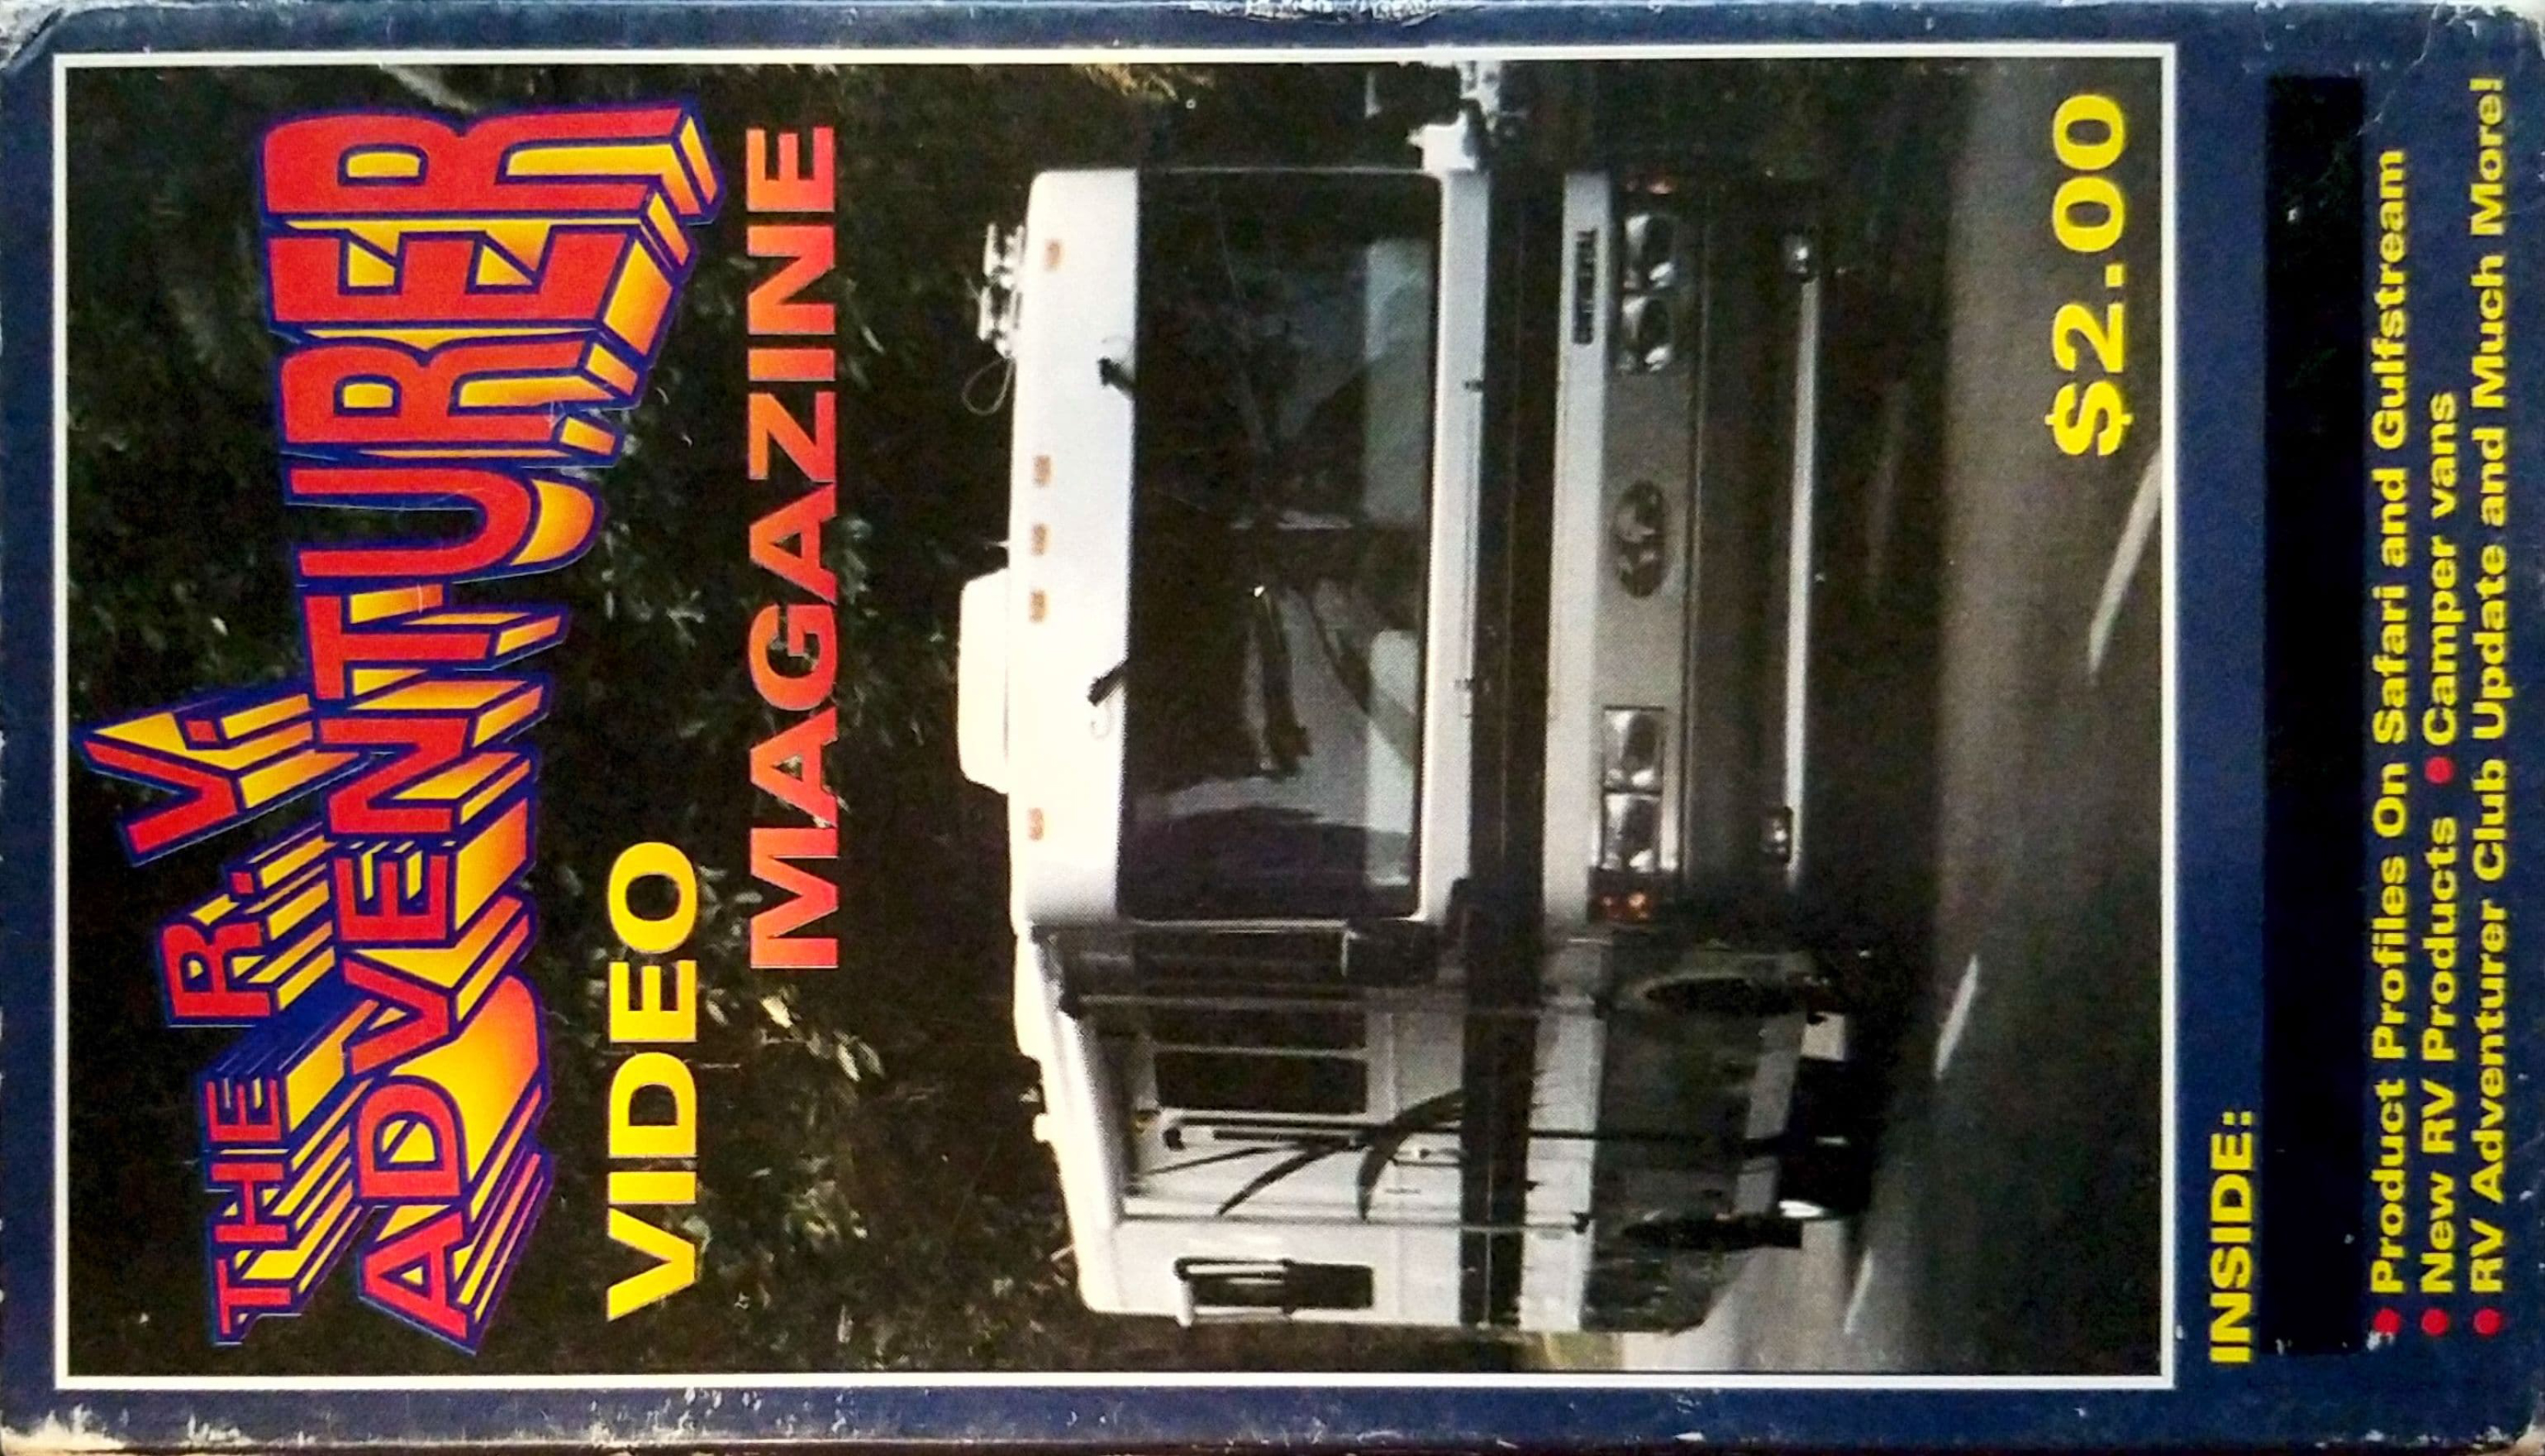 THE R.V.
ADVENTURER
VIDEO
MAGAZINE
$2.00
INSIDE:
● Product Profiles On Safari and Gulfstream
● New RV Products ● Camper vans
● RV Adventurer Club Update and Much More!